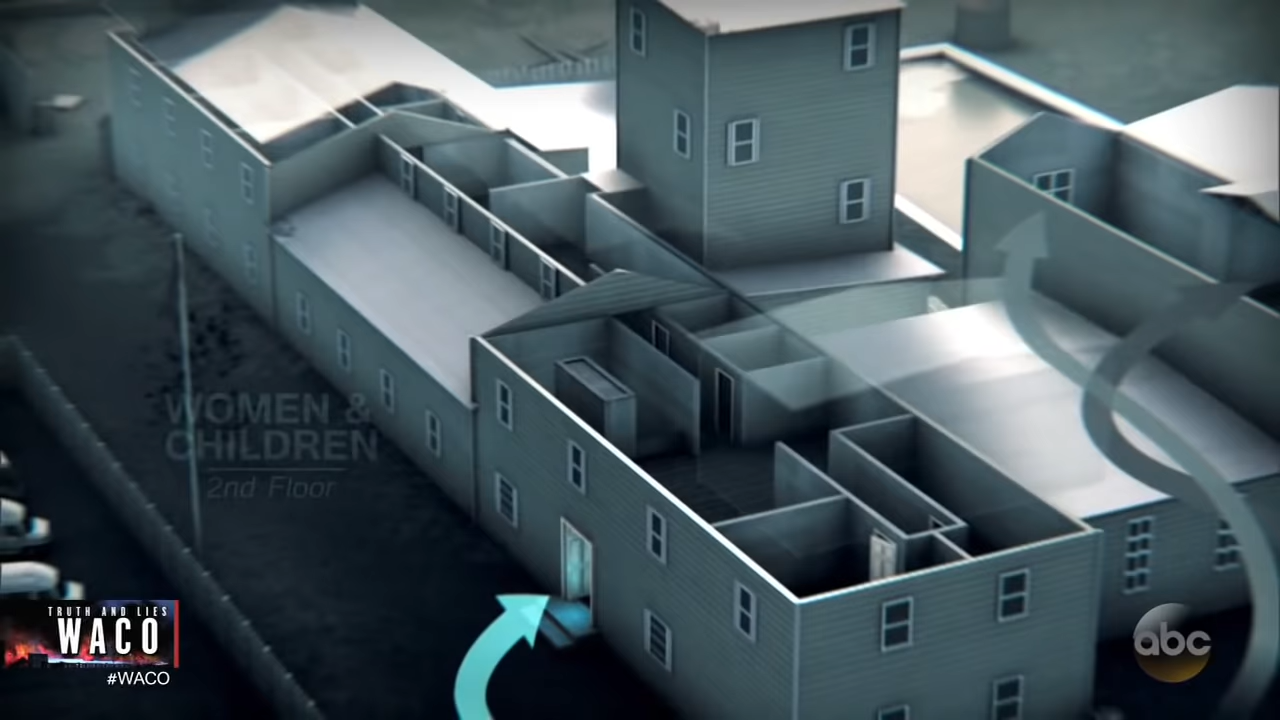 WOMEN &
CHILDREN
2nd Floor
TRUTH AND LIES
WACO
#WACO
abc